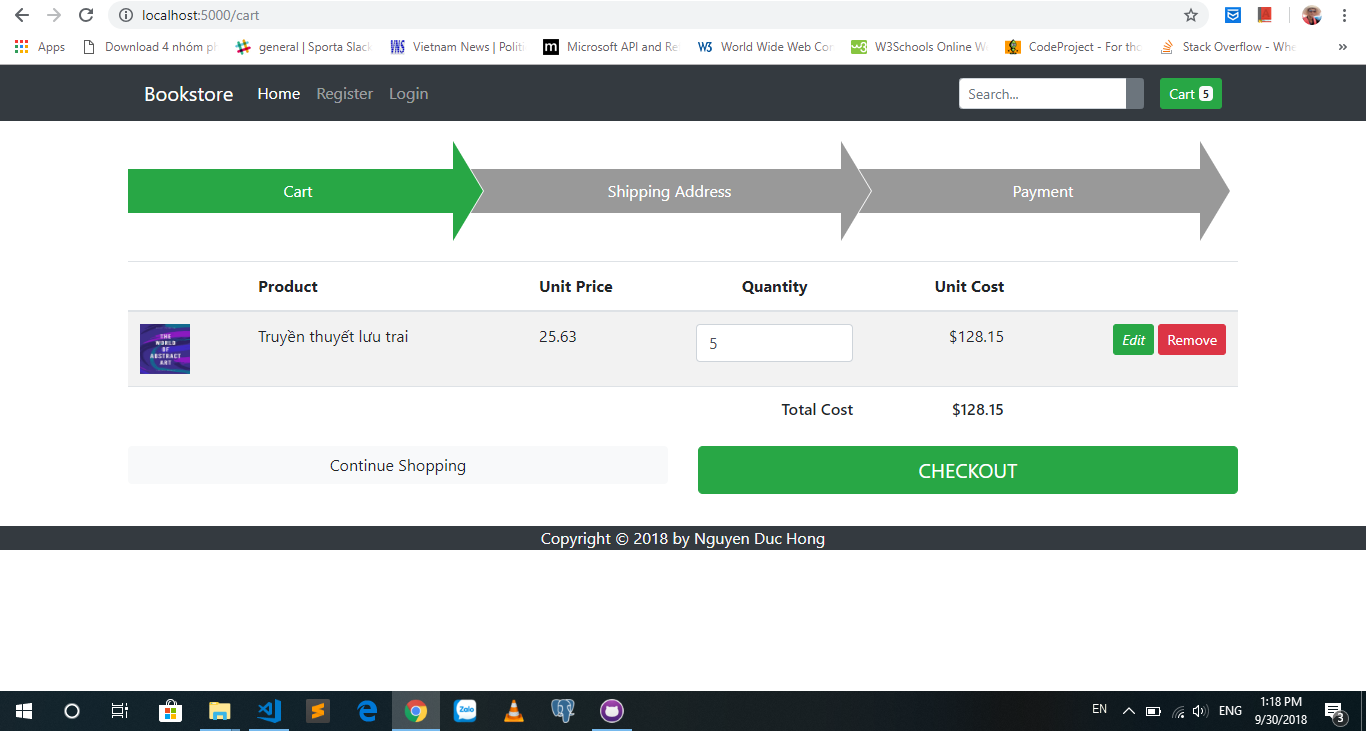 localhost:5000/cart
Apps Download 4 nhóm general | Sporta Slack Vietnam News | Politi Microsoft API and Re World Wide Web Con W3Schools Online W CodeProject - For tho Stack Overflow - Whe »
Bookstore Home Register Login Search... Cart 5
Cart Shipping Address Payment
Product Unit Price Quantity Unit Cost
THE WORLD OF ABSTRACT ART
Truyền thuyết lưu trai 25.63 5 $128.15 Edit Remove
Total Cost $128.15
Continue Shopping CHECKOUT
Copyright © 2018 by Nguyen Duc Hong
Zalo EN ENG 1:18 PM
9/30/2018 3